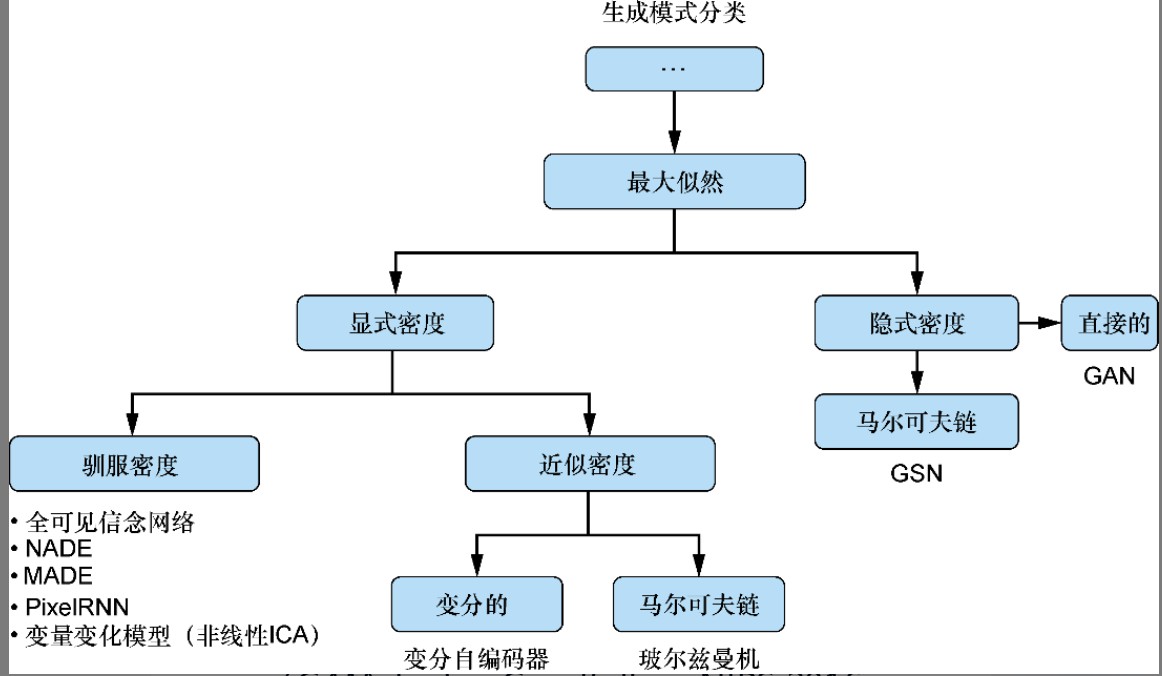 生成模式分类
...
最大似然
显式密度
隐式密度
直接的
GAN
马尔可夫链
GSN
驯服密度
近似密度
• 全可见信念网络
• NADE
• MADE
• PixelRNN
• 变量变化模型（非线性ICA）
变分的
马尔可夫链
变分自编码器
玻尔兹曼机